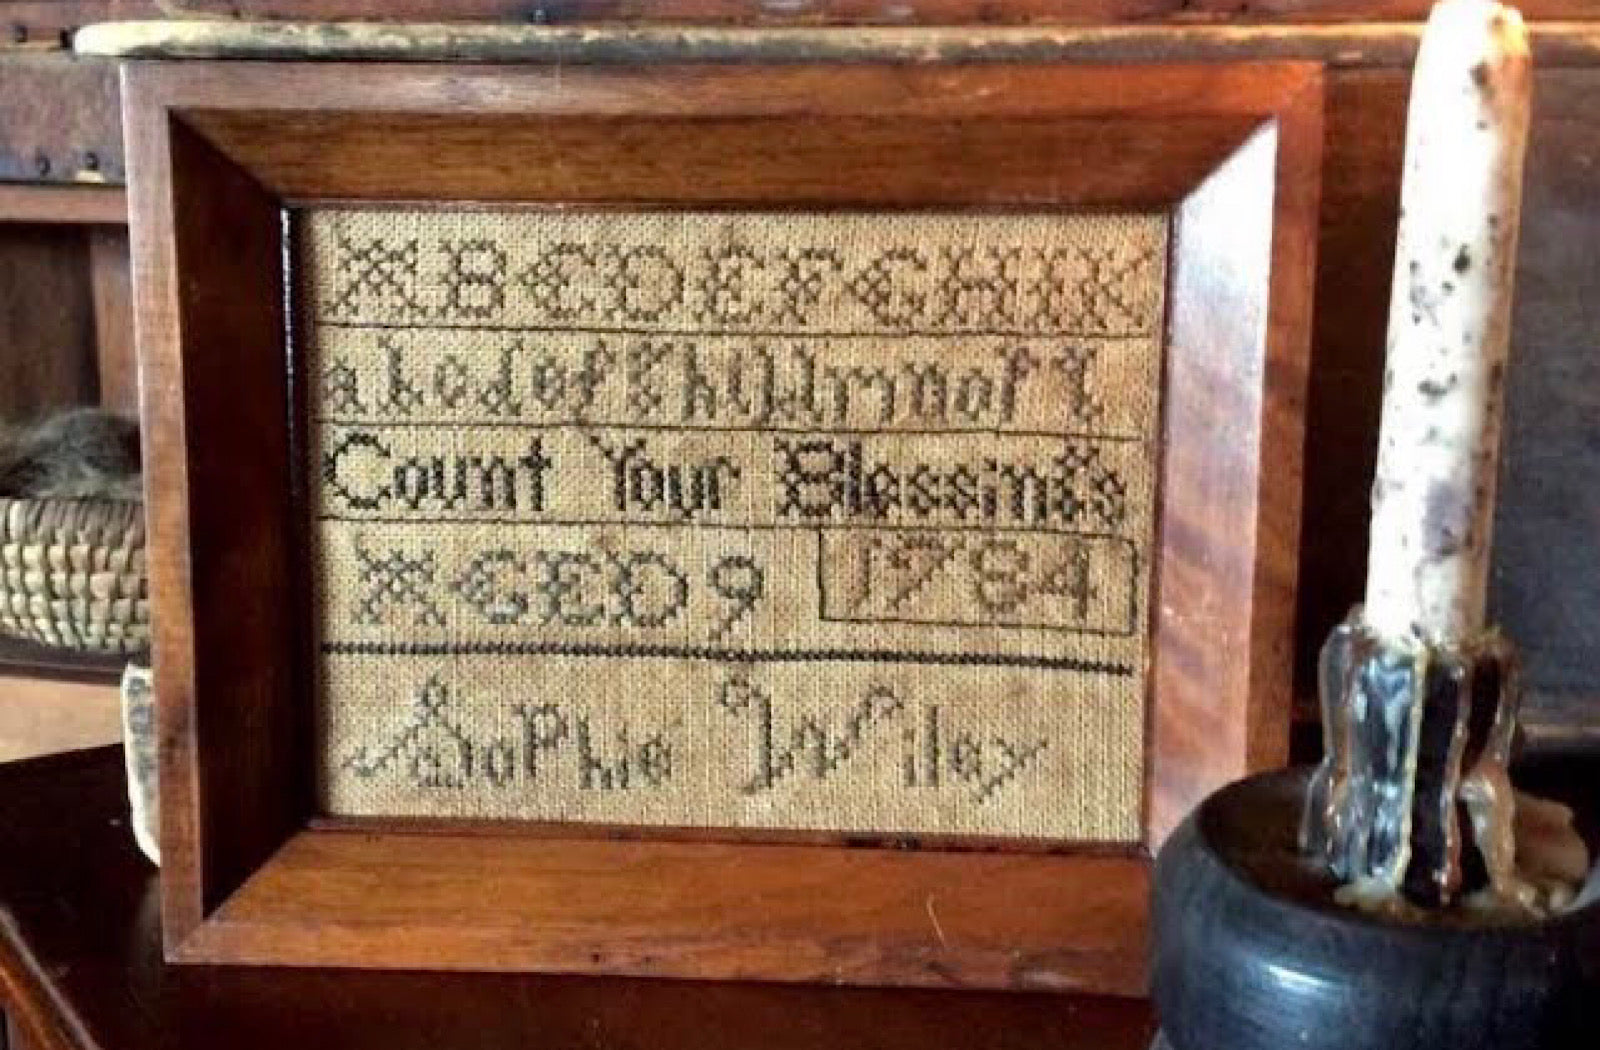 ABCDEFGHIK
abcdefghijklmnopq
Count Your Blessings
AGED 9 1784
Sophie Wiley